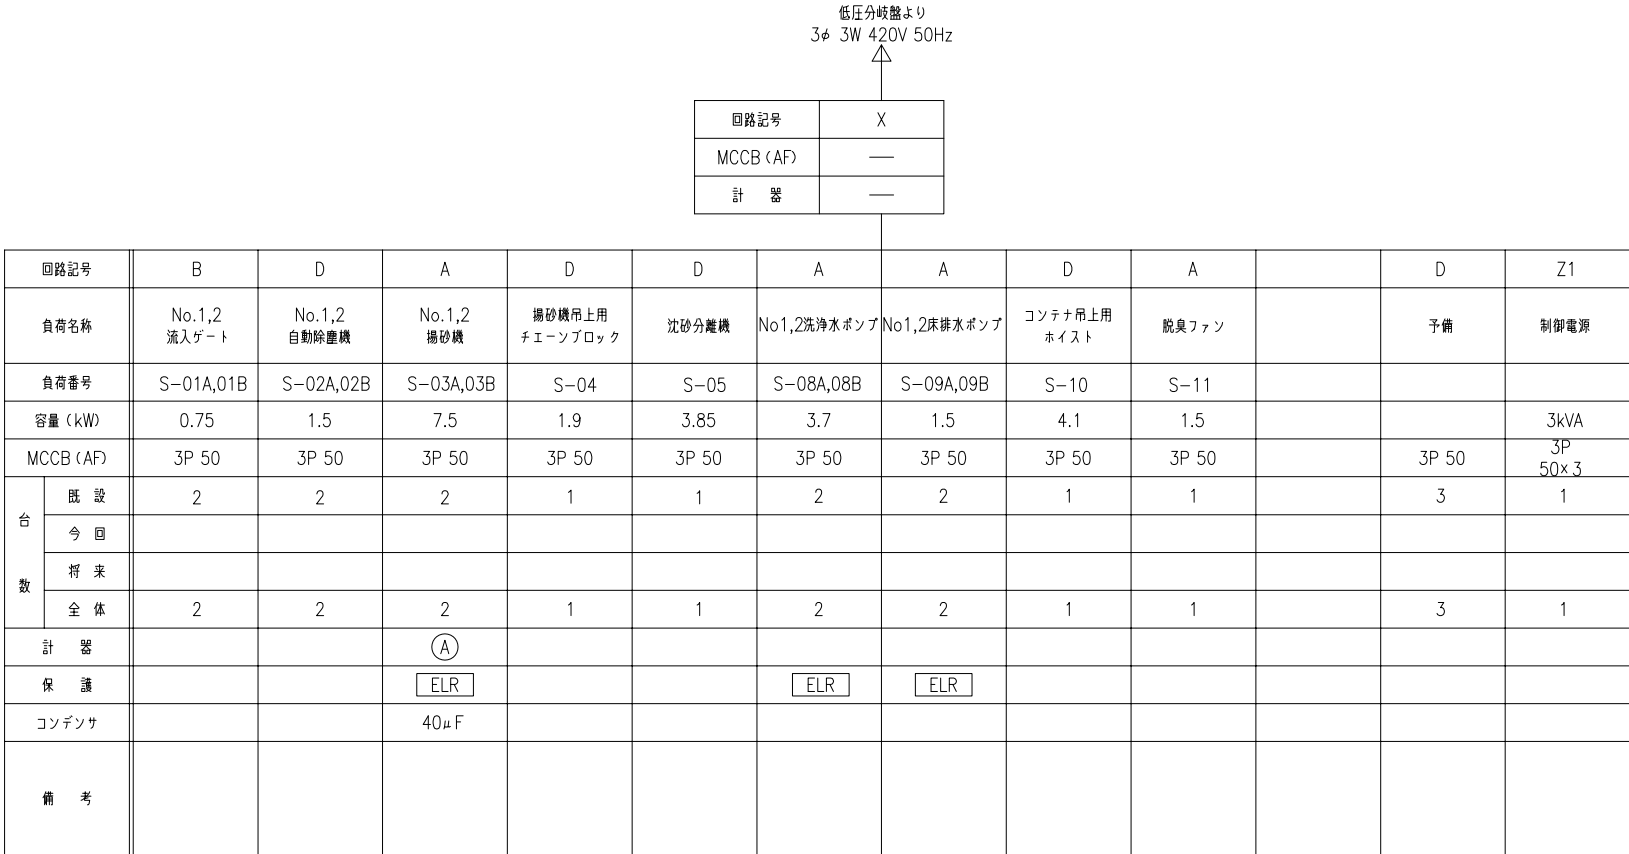 低圧分岐盤より
3φ 3W 420V 50Hz
回路記号 X
MCCB(AF) —
計 器 —
回路記号 B D A D D A A D A D Z1
負荷名称 No.1,2 流入ゲート No.1,2 自動除塵機 No.1,2 揚砂機 揚砂機吊上用 チエーンブロック 沈砂分離機 No1,2洗浄水ポンプ No1,2床排水ポンプ コンテナ吊上用 ホイスト 脱臭ファン 予備 制御電源
負荷番号 S-01A,01B S-02A,02B S-03A,03B S-04 S-05 S-08A,08B S-09A,09B S-10 S-11
容量(kW) 0.75 1.5 7.5 1.9 3.85 3.7 1.5 4.1 1.5 3kVA
MCCB(AF) 3P 50 3P 50 3P 50 3P 50 3P 50 3P 50 3P 50 3P 50 3P 50 3P 50 3P 50×3
台数
既 設 2 2 2 1 1 2 2 1 1 3 1
今 回
将 来
全 体 2 2 2 1 1 2 2 1 1 3 1
計 器 A
保 護 ELR ELR ELR
コンデンサ 40μF
備 考